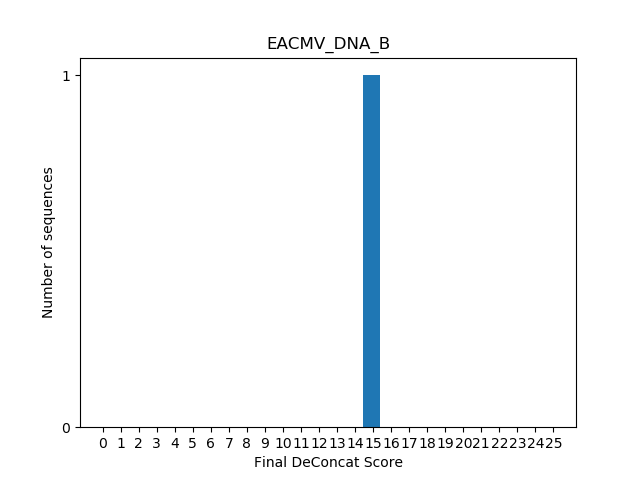 EACMV_DNA_B
1
Number of sequences
0
0 1 2 3 4 5 6 7 8 9 10 11 12 13 14 15 16 17 18 19 20 21 22 23 24 25
Final DeConcat Score